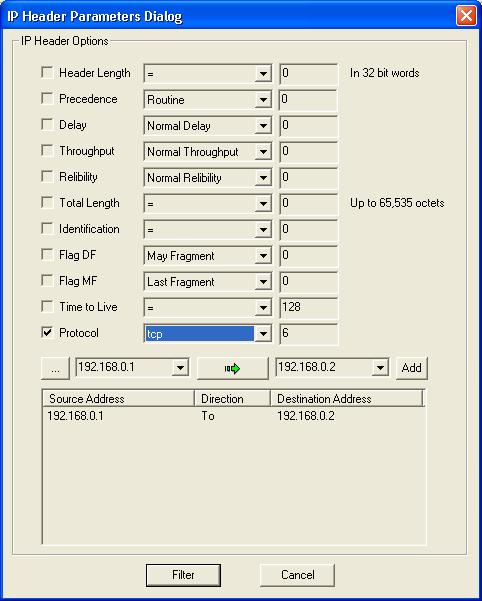 IP Header Parameters Dialog
IP Header Options
Header Length = 0 In 32 bit words
Precedence Routine 0
Delay Normal Delay 0
Throughput Normal Throughput 0
Relibility Normal Relibility 0
Total Length = 0 Up to 65,535 octets
Identification = 0
Flag DF May Fragment 0
Flag MF Last Fragment 0
Time to Live = 128
Protocol tcp 6
... 192.168.0.1 192.168.0.2 Add
Source Address Direction Destination Address
192.168.0.1 To 192.168.0.2
Filter Cancel